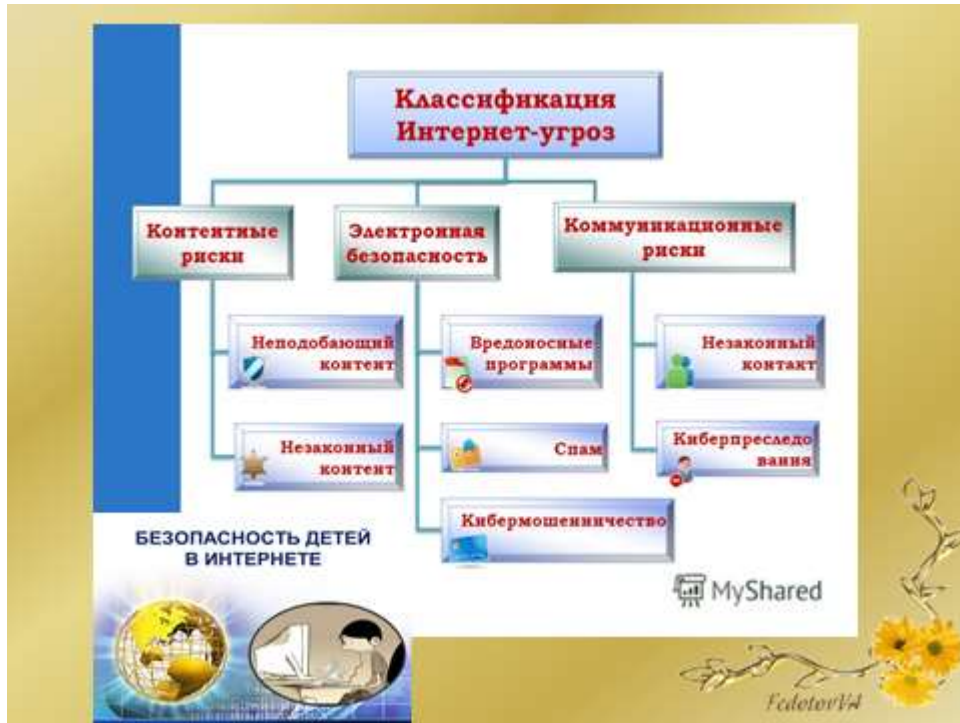 Классификация
Интернет-угроз
Контентные
риски
Электронная
безопасность
Коммуникационные
риски
Неподобающий
контент
Незаконный
контент
Вредоносные
программы
Спам
Кибермошенничество
Незаконный
контакт
Киберпреследо
вания
БЕЗОПАСНОСТЬ ДЕТЕЙ
В ИНТЕРНЕТЕ
MyShared
FedotovVA